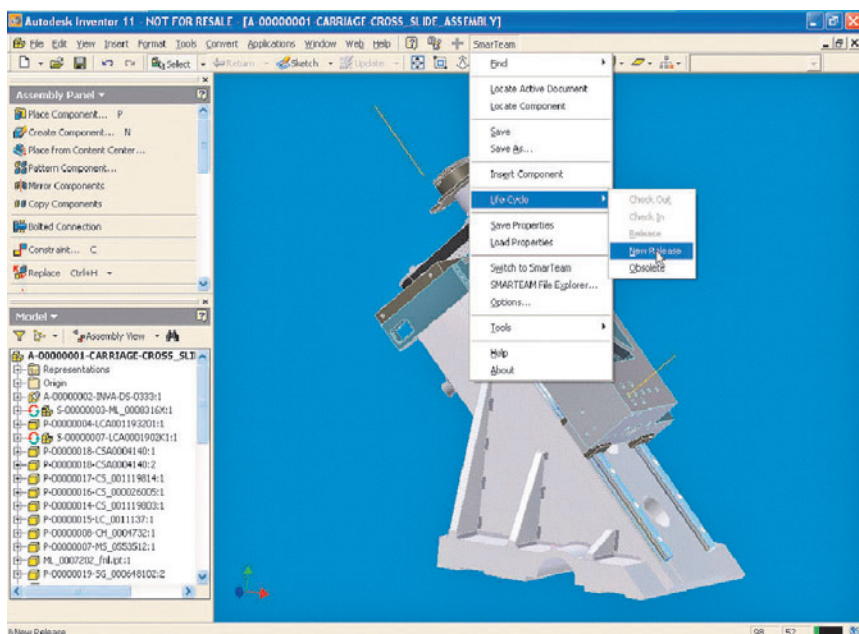 Autodesk Inventor 11 - NOT FOR RESALE - [A-00000001-CARRIAGE-CROSS_SLIDE_ASSEMBLY]
File Edit View Insert Format Tools Convert Applications Window Web Help SmarTeam
Select Return Sketch Update
Assembly Panel
Place Component... P
Create Component... N
Place from Content Center...
Pattern Component...
Mirror Components
Copy Components
Bolted Connection
Constraint... C
Replace Ctrl+H
Model
Assembly View
A-00000001-CARRIAGE-CROSS_SLI
Representations
Origin
A-00000002-INVA-DS-0333:1
S-00000003-ML_0008316X:1
P-00000004-LCA001193201:1
S-00000007-LCA0001902K1:1
P-00000018-CSA0004140:1
P-00000018-CSA0004140:2
P-00000017-CS_001119814:1
P-00000016-CS_000026005:1
P-00000014-CS_001119803:1
P-00000015-LC_0011137:1
P-00000008-CH_0004732:1
P-00000007-MS_0553512:1
ML_0007202_fnl.ipt:1
P-00000019-SG_000648102:2
Find
Locate Active Document
Locate Component
Save
Save As...
Insert Component
Life Cycle
Save Properties
Load Properties
Switch to SmarTeam
SMARTEAM File Explorer...
Options...
Tools
Help
About
Check Out
Check In
Release
New Release
Obsolete
New Release
98 52